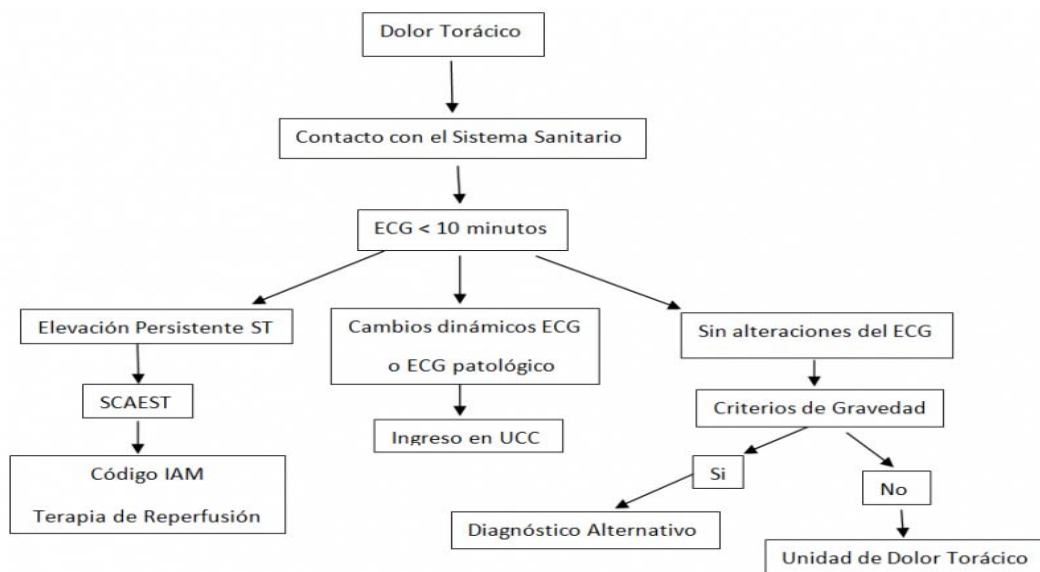 Dolor Torácico
Contacto con el Sistema Sanitario
ECG < 10 minutos
Elevación Persistente ST
Cambios dinámicos ECG
o ECG patológico
Sin alteraciones del ECG
SCAEST
Ingreso en UCC
Criterios de Gravedad
Código IAM
Terapia de Reperfusión
Si
No
Diagnóstico Alternativo
Unidad de Dolor Torácico